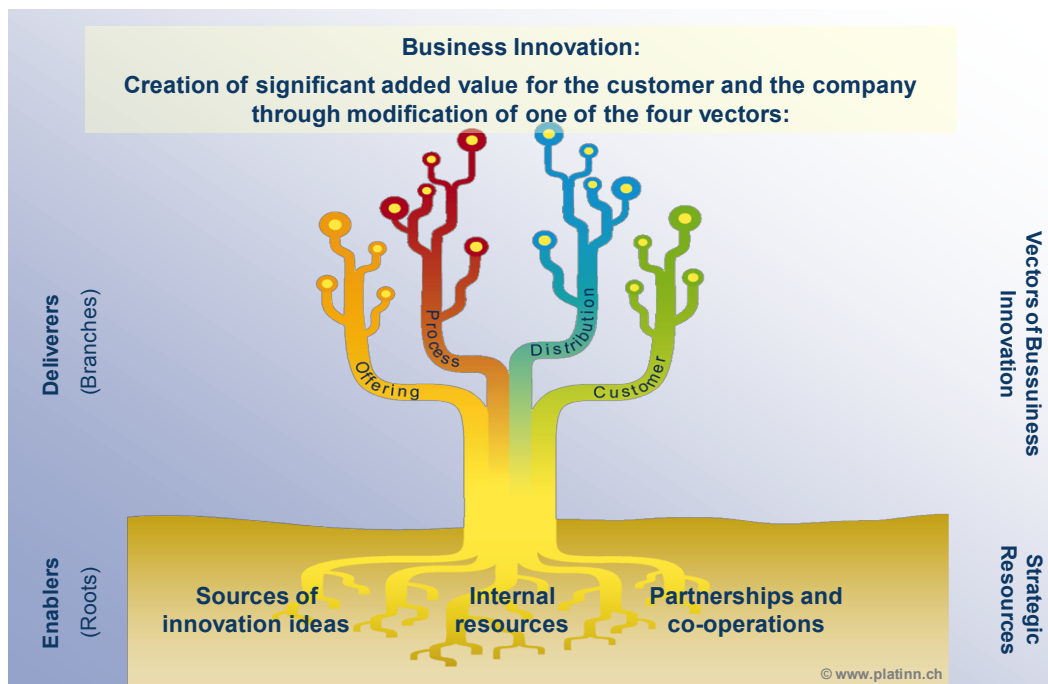 Business Innovation:
Creation of significant added value for the customer and the company
through modification of one of the four vectors:
Deliverers
(Branches)
Offering
Process
Distribution
Customer
Vectors of Bussuiness
Innovation
Enablers
(Roots)
Sources of
innovation ideas
Internal
resources
Partnerships and
co-operations
Strategic
Resources
© www.platinn.ch